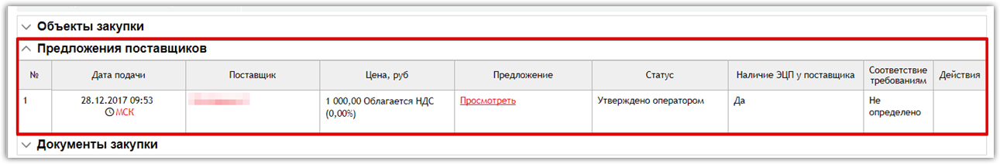 Объекты закупки
Предложения поставщиков
№ Дата подачи Поставщик Цена, руб Предложение Статус Наличие ЭЦП у поставщика Соответствие требованиям Действия
1 28.12.2017 09:53 1 000,00 Облагается НДС Просмотреть Утверждено оператором Да Не
МСК (0,00%) определено
Документы закупки